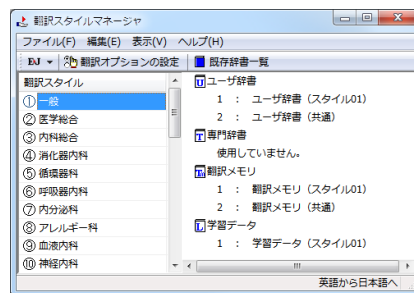 翻訳スタイルマネージャ
ファイル(F) 編集(E) 表示(V) ヘルプ(H)
EJ 翻訳オプションの設定 既存辞書一覧
翻訳スタイル
① 一般
② 医学総合
③ 内科総合
④ 消化器内科
⑤ 循環器科
⑥ 呼吸器内科
⑦ 内分泌科
⑧ アレルギー科
⑨ 血液内科
⑩ 神経内科
U ユーザ辞書
1 : ユーザ辞書（スタイル01）
2 : ユーザ辞書（共通）
T 専門辞書
使用していません。
翻訳メモリ
1 : 翻訳メモリ（スタイル01）
2 : 翻訳メモリ（共通）
L 学習データ
1 : 学習データ（スタイル01）
英語から日本語へ